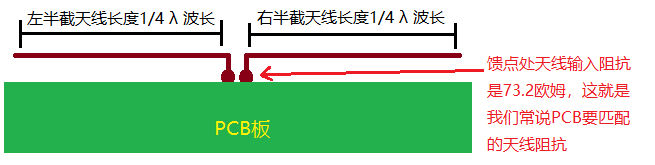 左半截天线长度1/4 λ 波长
右半截天线长度1/4 λ 波长
馈点处天线输入阻抗
是73.2欧姆，这就是
我们常说PCB要匹配
的天线阻抗
PCB板